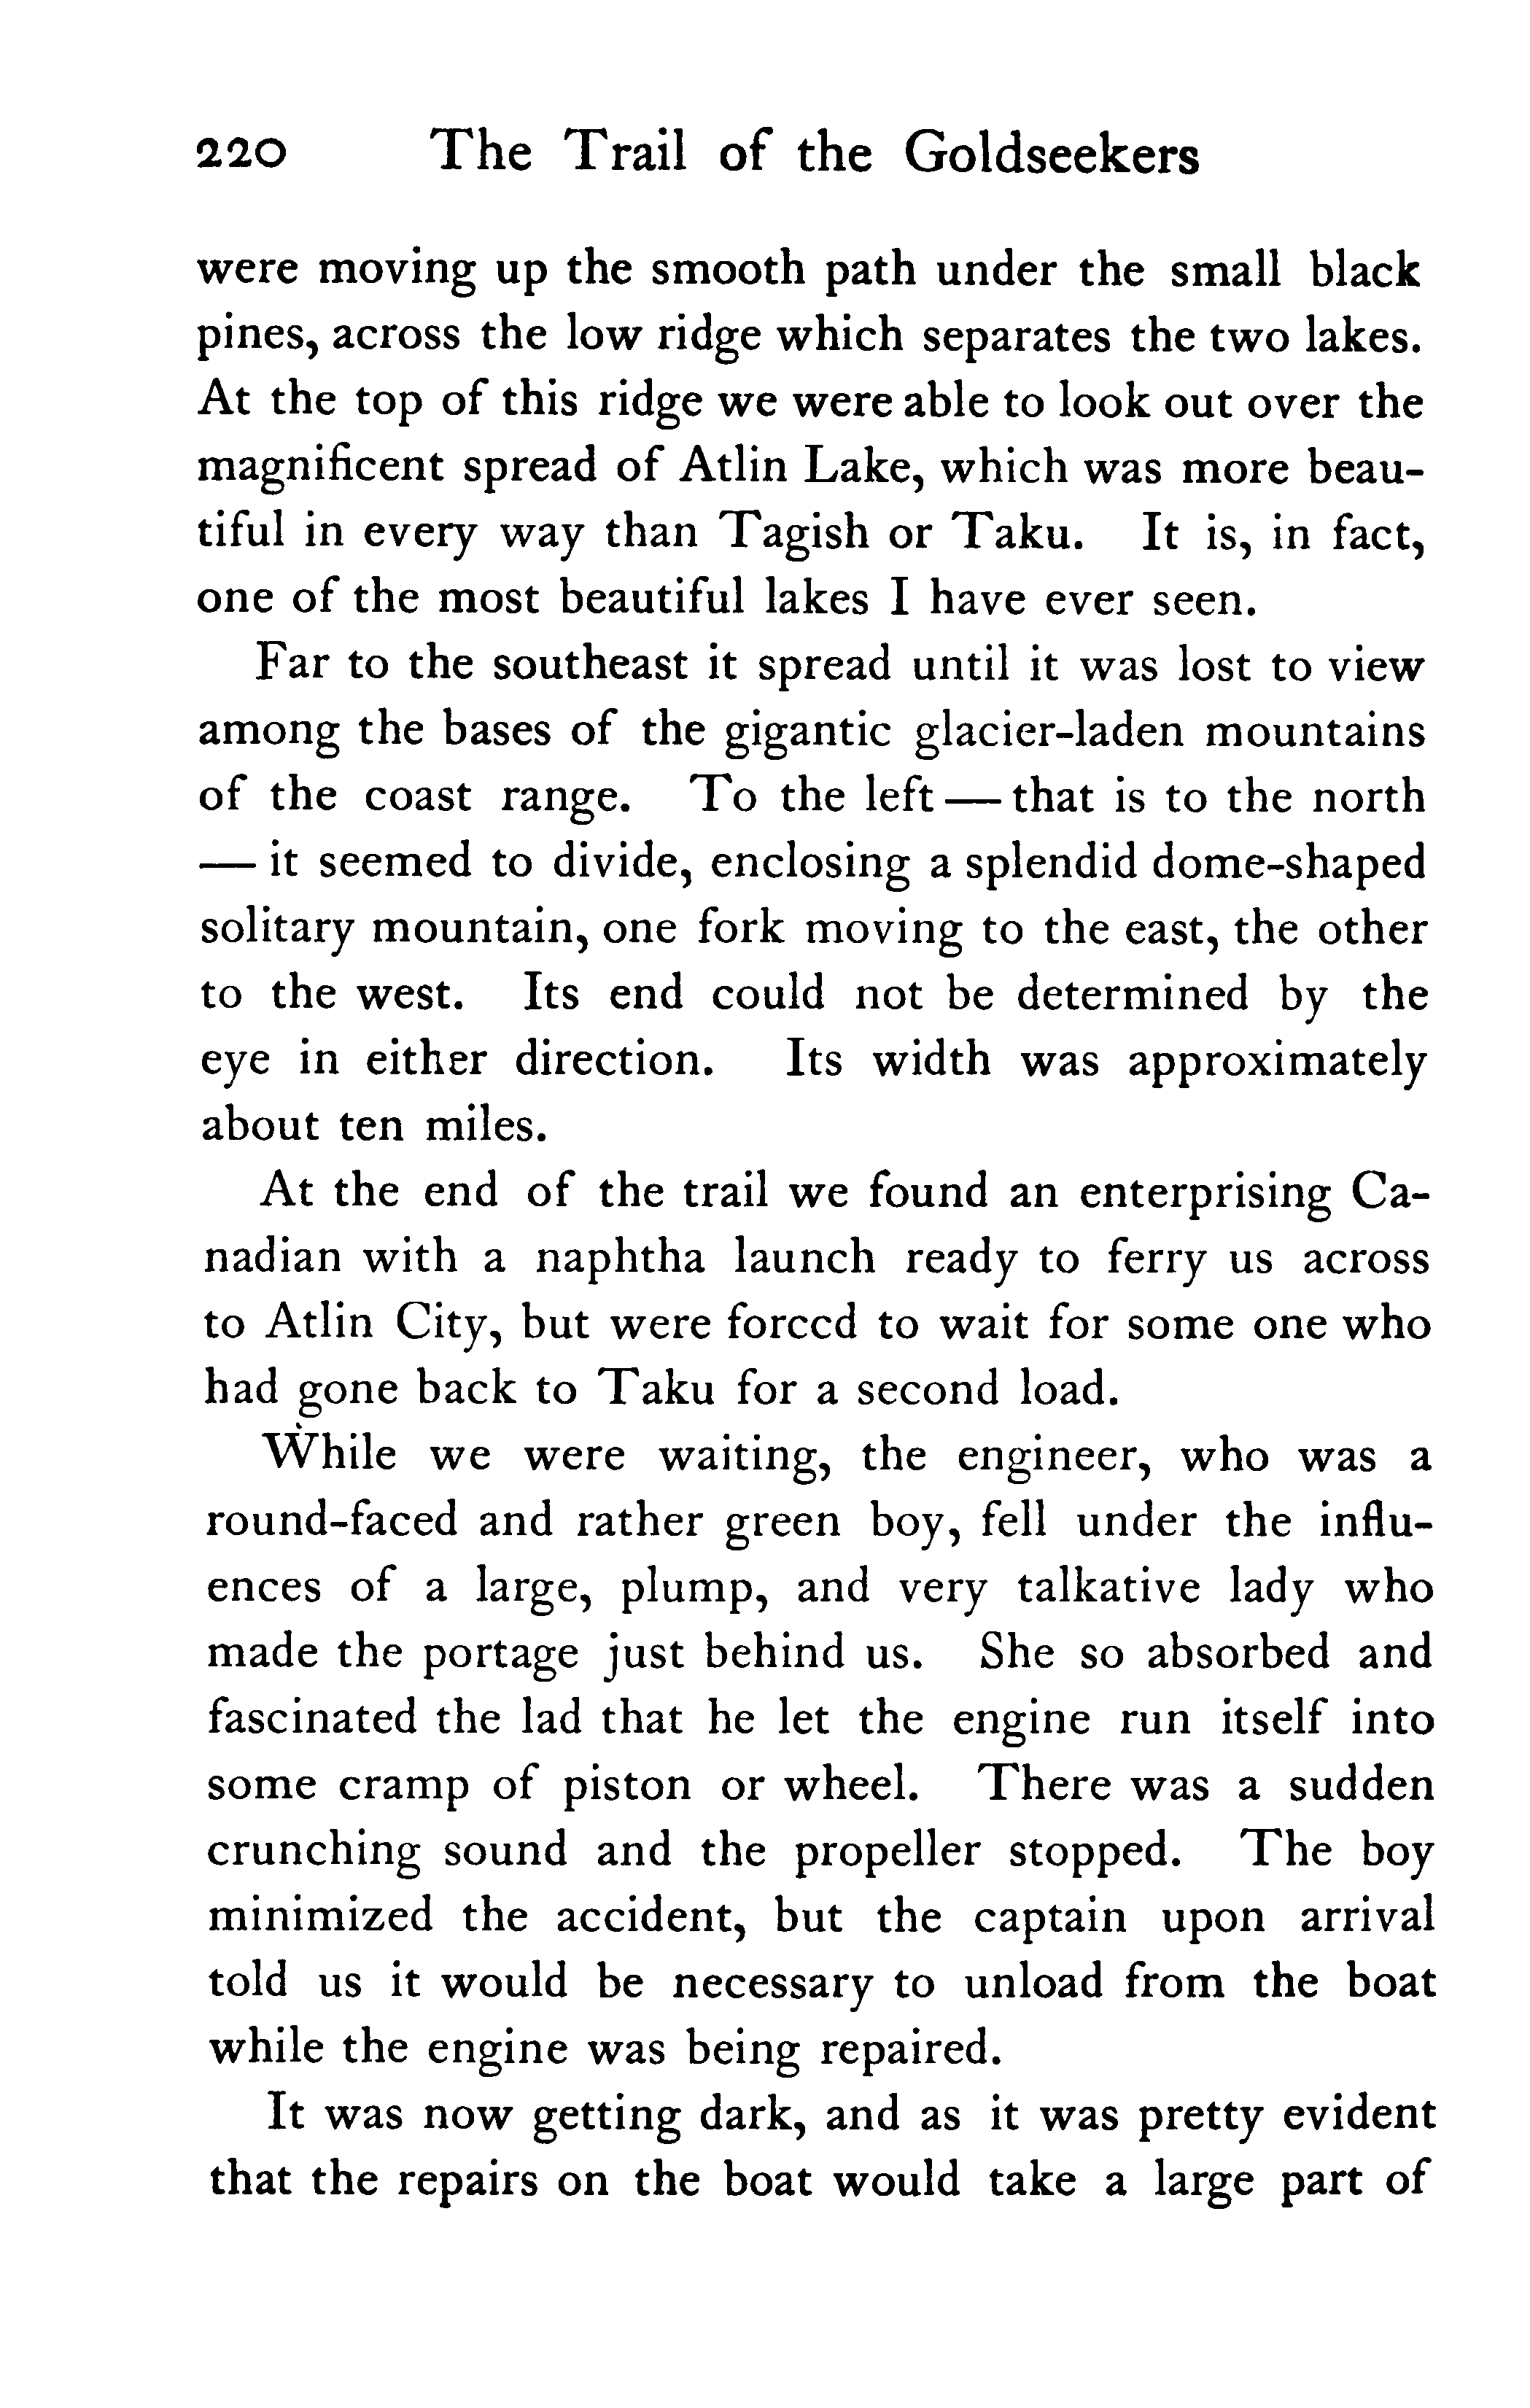 220 The Trail of the Goldseekers
were moving up the smooth path under the small black
pines, across the low ridge which separates the two lakes.
At the top of this ridge we were able to look out over the
magnificent spread of Atlin Lake, which was more beau-
tiful in every way than Tagish or Taku. It is, in fact,
one of the most beautiful lakes I have ever seen.
Far to the southeast it spread until it was lost to view
among the bases of the gigantic glacier-laden mountains
of the coast range. To the left — that is to the north
— it seemed to divide, enclosing a splendid dome-shaped
solitary mountain, one fork moving to the east, the other
to the west. Its end could not be determined by the
eye in either direction. Its width was approximately
about ten miles.
At the end of the trail we found an enterprising Ca-
nadian with a naphtha launch ready to ferry us across
to Atlin City, but were forced to wait for some one who
had gone back to Taku for a second load.
While we were waiting, the engineer, who was a
round-faced and rather green boy, fell under the influ-
ences of a large, plump, and very talkative lady who
made the portage just behind us. She so absorbed and
fascinated the lad that he let the engine run itself into
some cramp of piston or wheel. There was a sudden
crunching sound and the propeller stopped. The boy
minimized the accident, but the captain upon arrival
told us it would be necessary to unload from the boat
while the engine was being repaired.
It was now getting dark, and as it was pretty evident
that the repairs on the boat would take a large part of